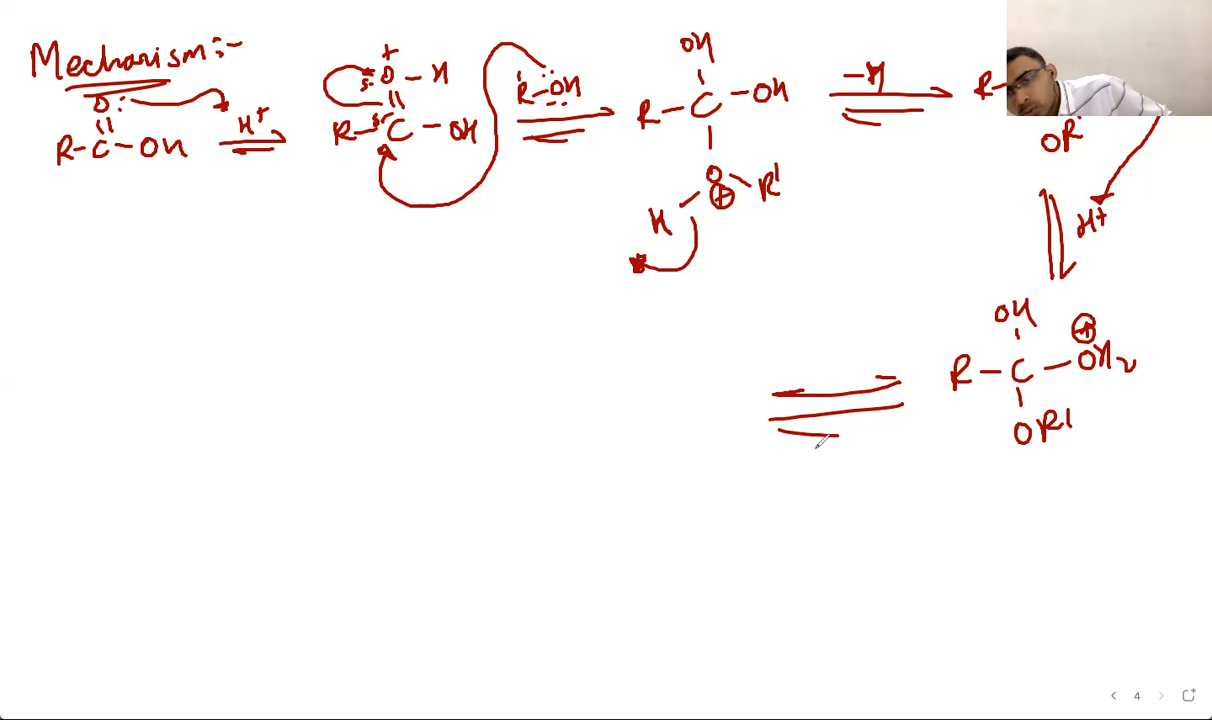 Mechanism:-
O:
R-C-OH
H+
+
O-H
R-C-OH
R'-OH
OH
R-C-OH
O
⊕
R'
H
-H
R-
OR'
H+
OH
⊕
R-C-OH2
OR'
4